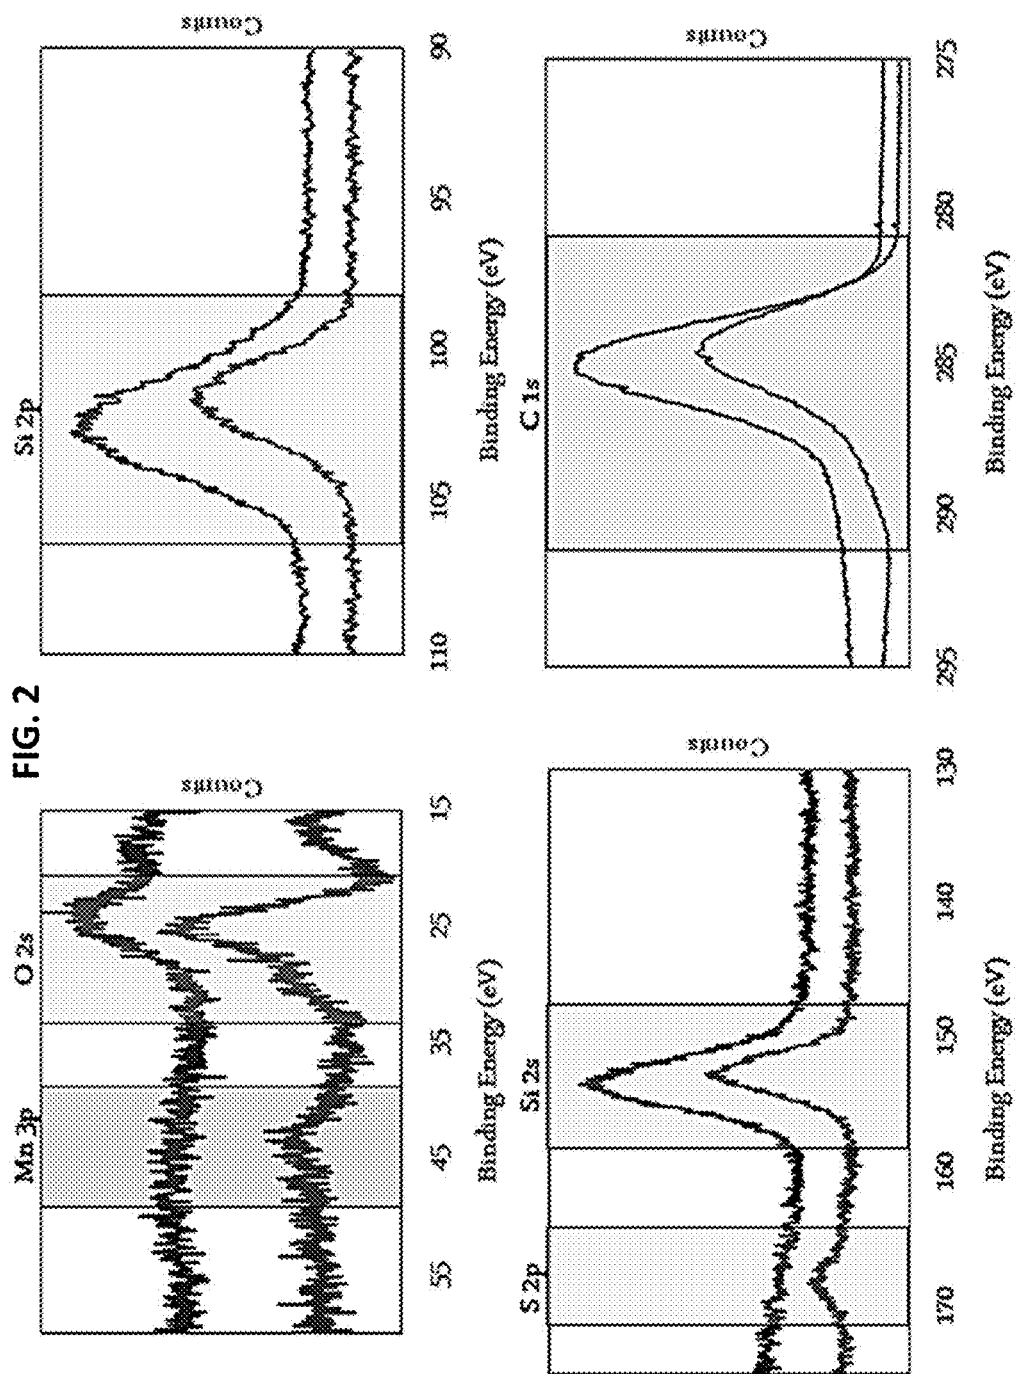 FIG. 2
Mn 3p O 2s
Counts
55 45 35 25 15
Binding Energy (eV)
Si 2p
Counts
110 105 100 95 90
Binding Energy (eV)
S 2p Si 2s
Counts
170 160 150 140 130
Binding Energy (eV)
C 1s
Counts
295 290 285 280 275
Binding Energy (eV)